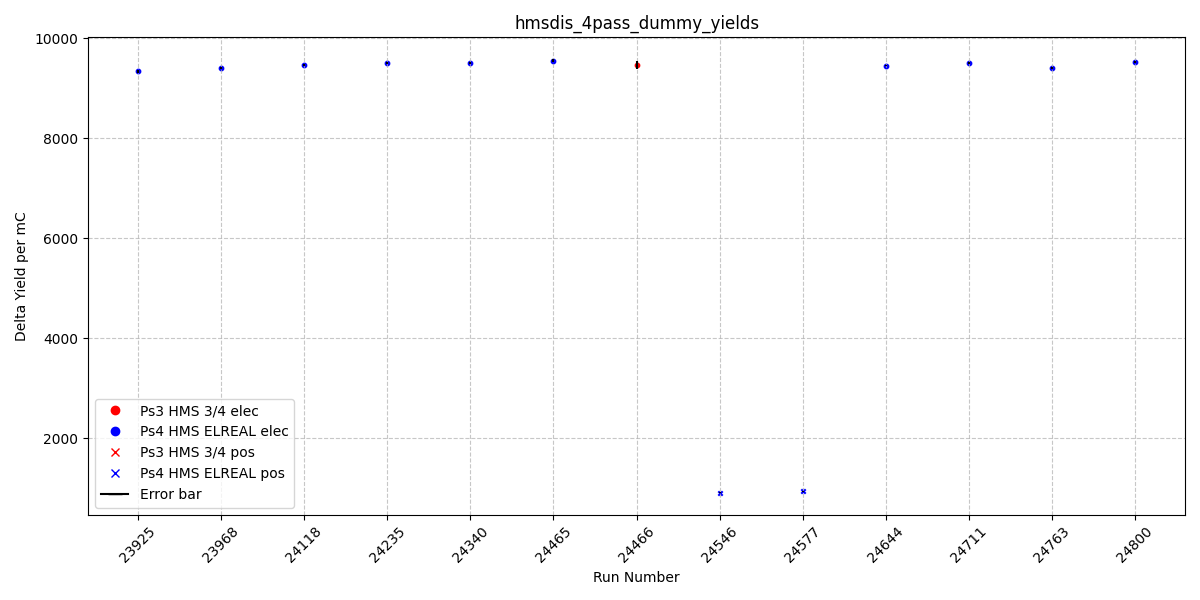 hmsdis_4pass_dummy_yields
10000
8000
6000
4000
2000
Delta Yield per mC
Ps3 HMS 3/4 elec
Ps4 HMS ELREAL elec
Ps3 HMS 3/4 pos
Ps4 HMS ELREAL pos
Error bar
23925
23968
24118
24235
24340
24465
24466
24546
24577
24644
24711
24763
24800
Run Number